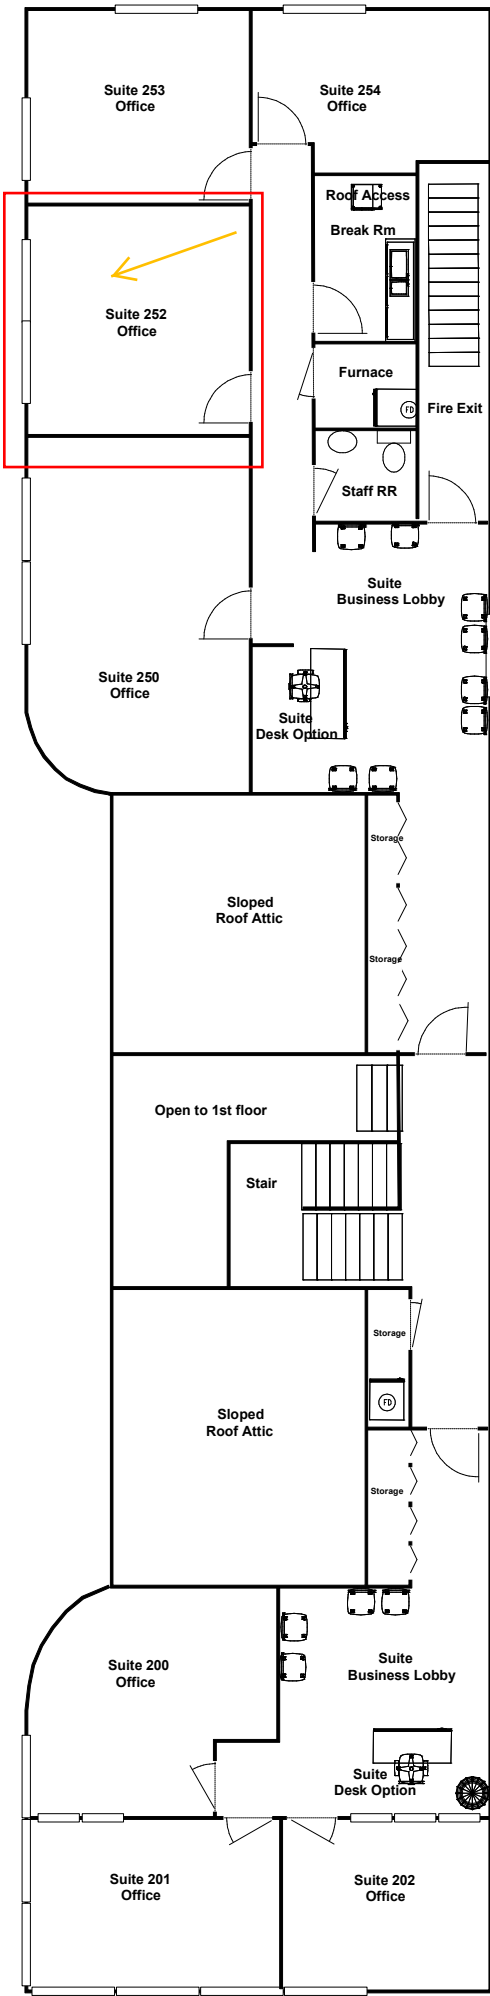 Suite 253
Office
Suite 254
Office
Roof Access
Break Rm
Suite 252
Office
Furnace
FD
Fire Exit
Staff RR
Suite
Business Lobby
Suite 250
Office
Suite
Desk Option
Storage
Sloped
Roof Attic
Storage
Open to 1st floor
Stair
Storage
FD
Sloped
Roof Attic
Storage
Suite 200
Office
Suite
Business Lobby
Suite
Desk Option
Suite 201
Office
Suite 202
Office